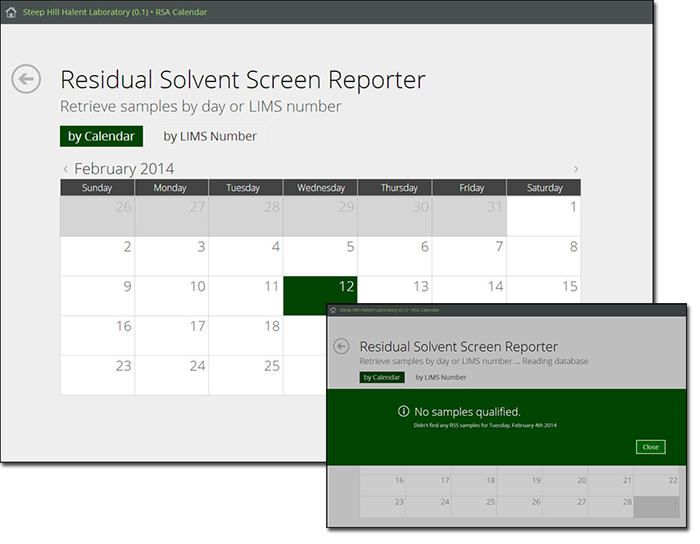 Steep Hill Halent Laboratory (0.1) • RSA Calendar
Residual Solvent Screen Reporter
Retrieve samples by day or LIMS number
by Calendar by LIMS Number
‹ February 2014 ›
Sunday Monday Tuesday Wednesday Thursday Friday Saturday
26 27 28 29 30 31 1
2 3 4 5 6 7 8
9 10 11 12 13 14 15
16 17 18
23 24 25
Steep Hill Halent Laboratory (0.1) • RSA Calendar
Residual Solvent Screen Reporter
Retrieve samples by day or LIMS number ... Reading database
by Calendar by LIMS Number
No samples qualified.
Didn't find any RSS samples for Tuesday, February 4th 2014
Close
16 17 18 19 20 21 22
23 24 25 26 27 28